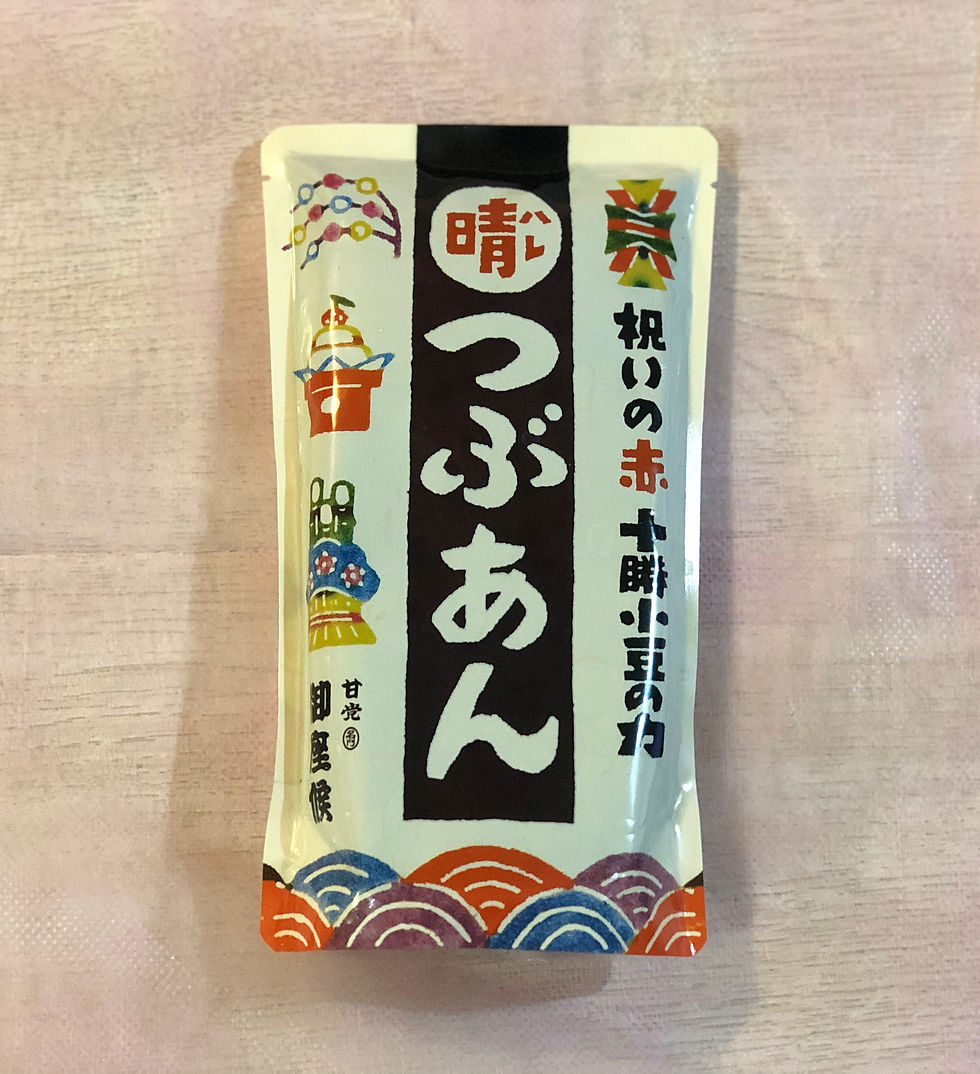 祝いの赤 十勝小豆の力
晴ハレ
つぶあん
甘党
御座候